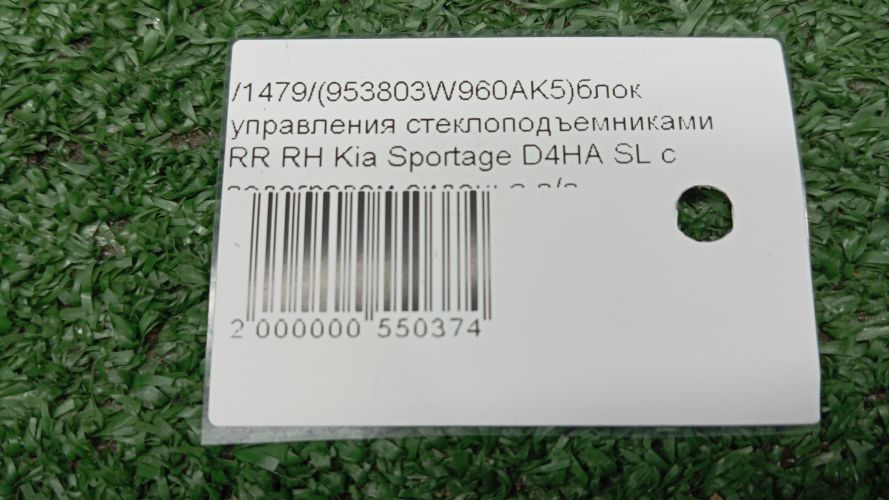 /1479/(953803W960AK5)блок
управления стеклоподъемниками
RR RH Kia Sportage D4HA SL с
2 000000 550374